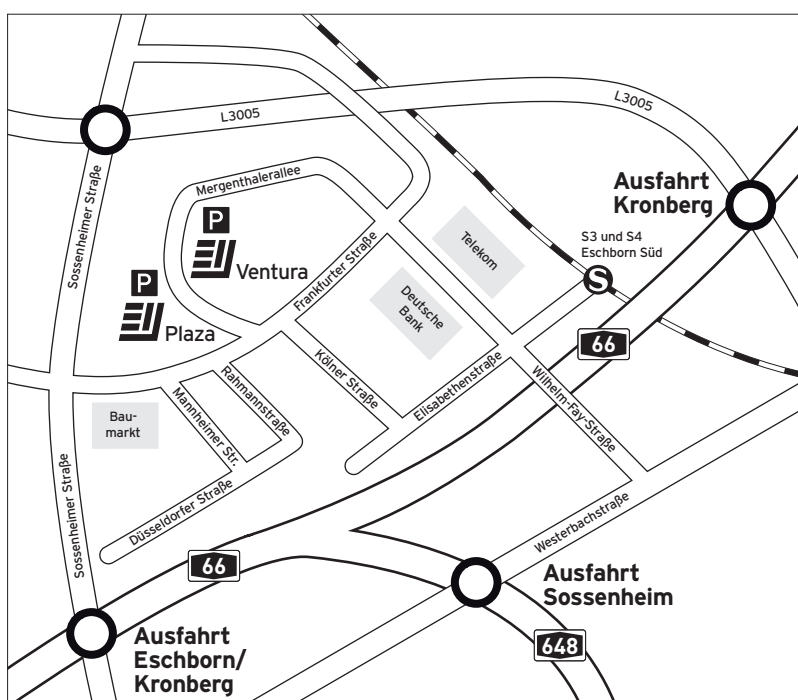 L3005
L3005
Ausfahrt
Kronberg
Sossenheimer Straße
Mergenthalerallee
P
Ventura
Telekom
S3 und S4
Eschborn Süd
S
Frankfurter Straße
P
Plaza
Deutsche
Bank
66
Kölner Straße
Elisabethenstraße
Wilhelm-Fay-Straße
Rahmannstraße
Mannheimer Str.
Bau-
markt
Sossenheimer Straße
Düsseldorfer Straße
Westerbachstraße
66
Ausfahrt
Sossenheim
Ausfahrt
Eschborn/
Kronberg
648